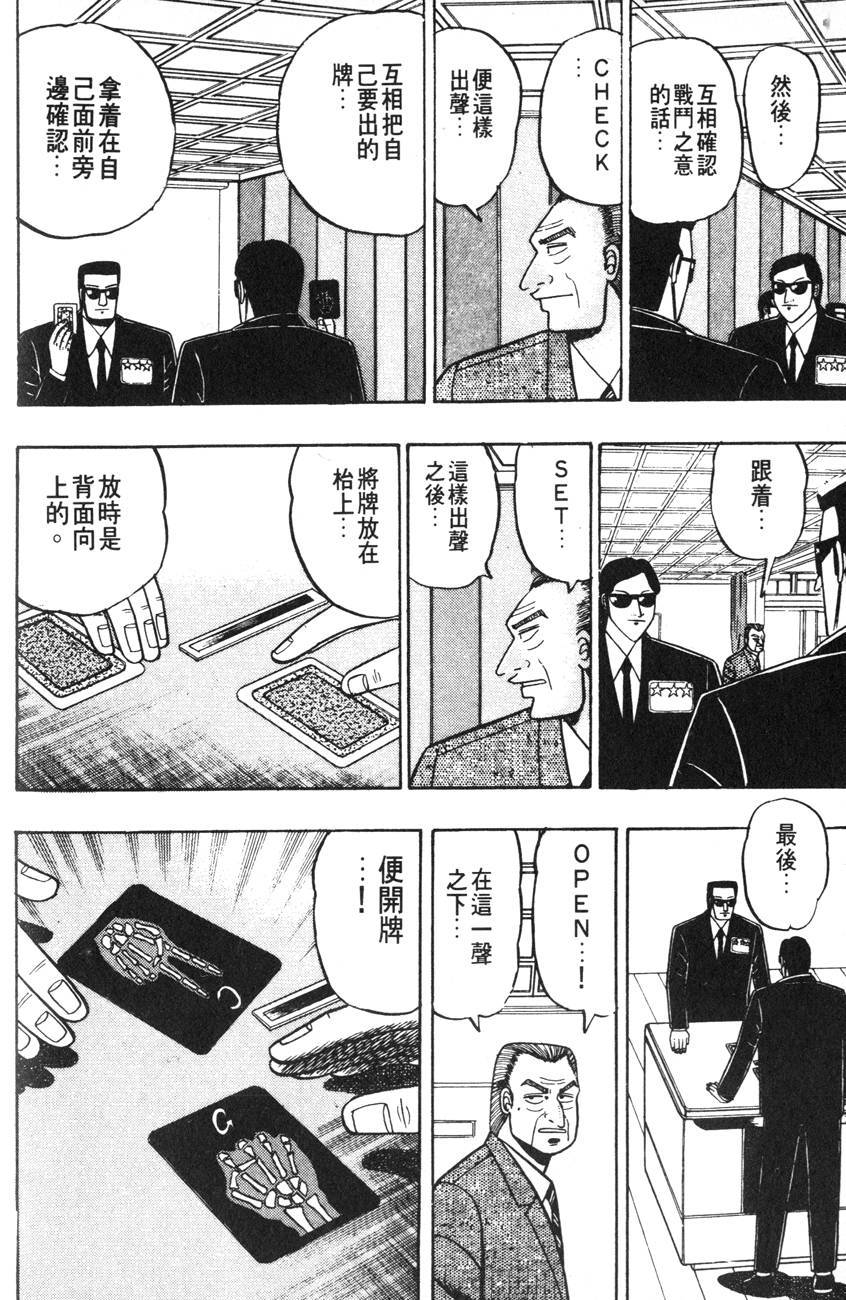 然後⋯
互相確認
戰鬥之意
的話⋯
CHECK
⋯
便這樣
出聲⋯
互相把自
己要出的
牌⋯
拿着在自
己面前旁
邊確認⋯
跟着⋯
SET⋯
這樣出聲
之後⋯
將牌放在
枱上⋯
放時是
背面向
上的。
最後⋯
OPEN⋯!
在這一聲
之下⋯
便開牌
⋯!
C
G